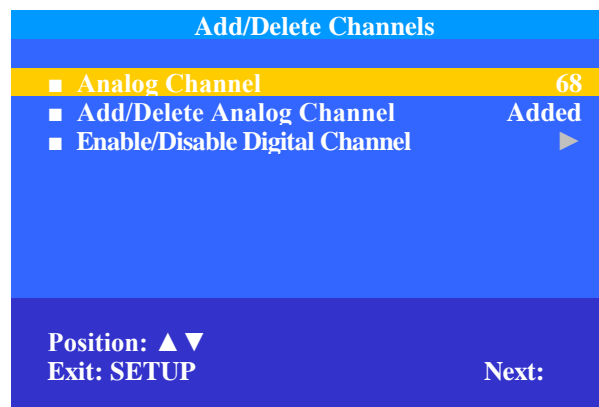 Add/Delete Channels
■ Analog Channel 68
■ Add/Delete Analog Channel Added
■ Enable/Disable Digital Channel ►
Position: ▲▼
Exit: SETUP Next: